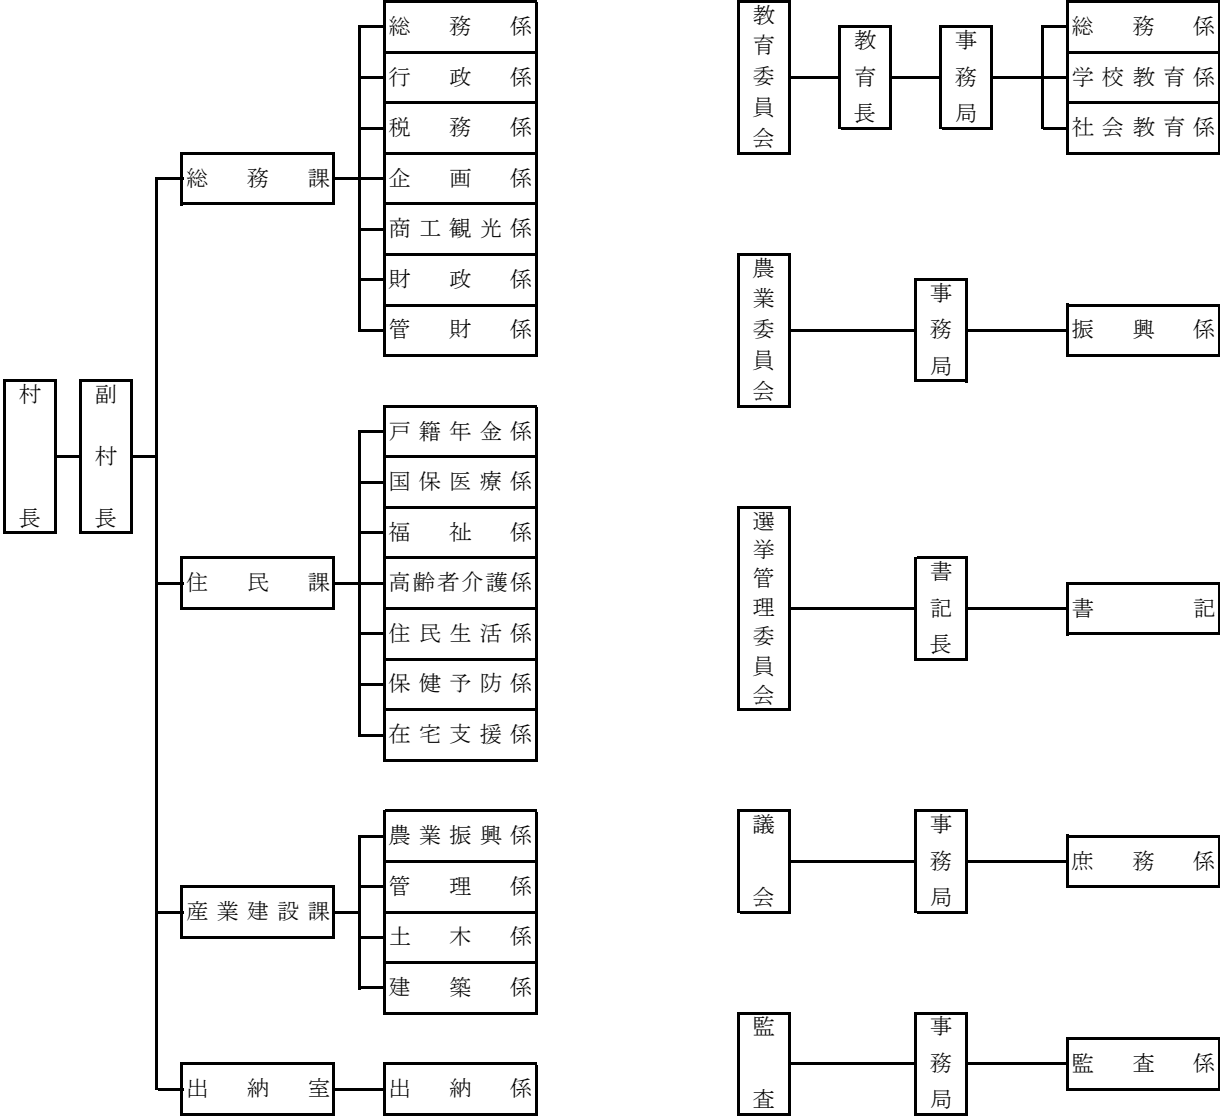 村長
副村長
総務課
総務係
行政係
税務係
企画係
商工観光係
財政係
管財係
住民課
戸籍年金係
国保医療係
福祉係
高齢者介護係
住民生活係
保健予防係
在宅支援係
産業建設課
農業振興係
管理係
土木係
建築係
出納室
出納係
教育委員会
教育長
事務局
総務係
学校教育係
社会教育係
農業委員会
事務局
振興係
選挙管理委員会
書記長
書記
議会
事務局
庶務係
監査
事務局
監査係